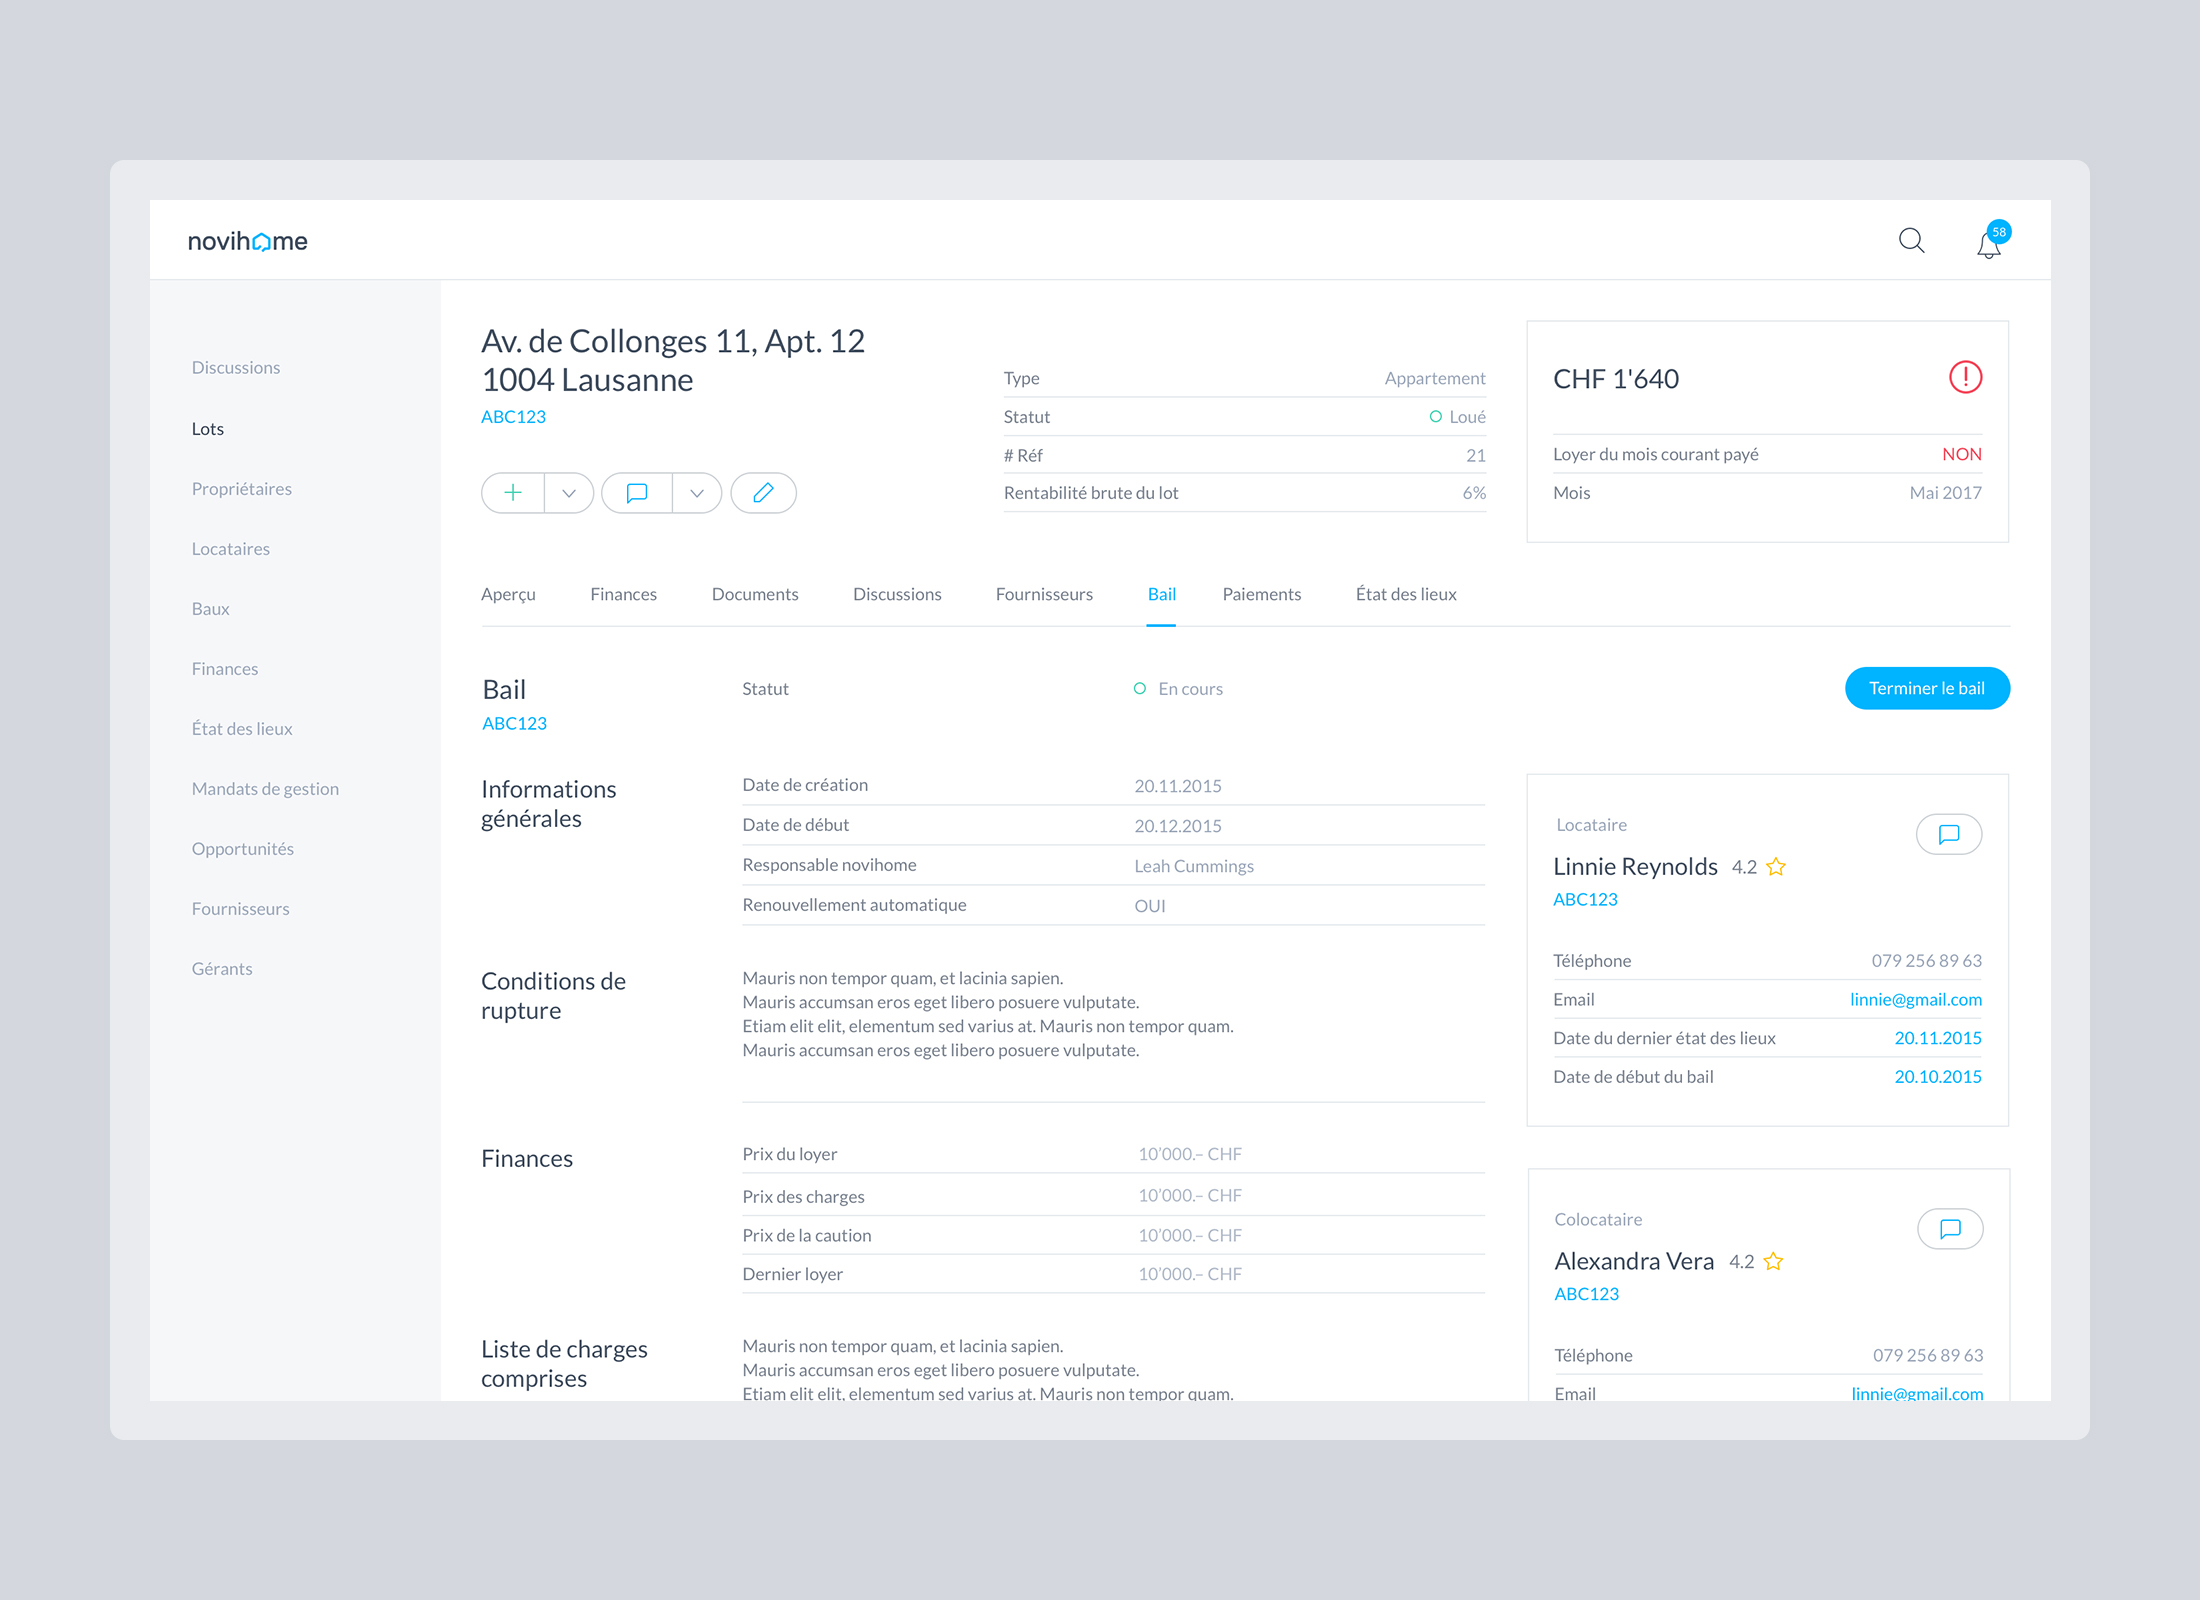 novihome
58
Discussions
Lots
Propriétaires
Locataires
Baux
Finances
État des lieux
Mandats de gestion
Opportunités
Fournisseurs
Gérants
Av. de Collonges 11, Apt. 12
1004 Lausanne
ABC123
Type Appartement
Statut Loué
# Réf 21
Rentabilité brute du lot 6%
CHF 1'640
Loyer du mois courant payé NON
Mois Mai 2017
Aperçu Finances Documents Discussions Fournisseurs Bail Paiements État des lieux
Bail
ABC123
Statut En cours
Terminer le bail
Informations
générales
Date de création 20.11.2015
Date de début 20.12.2015
Responsable novihome Leah Cummings
Renouvellement automatique OUI
Conditions de
rupture
Mauris non tempor quam, et lacinia sapien.
Mauris accumsan eros eget libero posuere vulputate.
Etiam elit elit, elementum sed varius at. Mauris non tempor quam.
Mauris accumsan eros eget libero posuere vulputate.
Finances
Prix du loyer 10’000.– CHF
Prix des charges 10’000.– CHF
Prix de la caution 10’000.– CHF
Dernier loyer 10’000.– CHF
Liste de charges
comprises
Mauris non tempor quam, et lacinia sapien.
Mauris accumsan eros eget libero posuere vulputate.
Etiam elit elit, elementum sed varius at. Mauris non tempor quam.
Locataire
Linnie Reynolds 4.2
ABC123
Téléphone 079 256 89 63
Email linnie@gmail.com
Date du dernier état des lieux 20.11.2015
Date de début du bail 20.10.2015
Colocataire
Alexandra Vera 4.2
ABC123
Téléphone 079 256 89 63
Email linnie@gmail.com